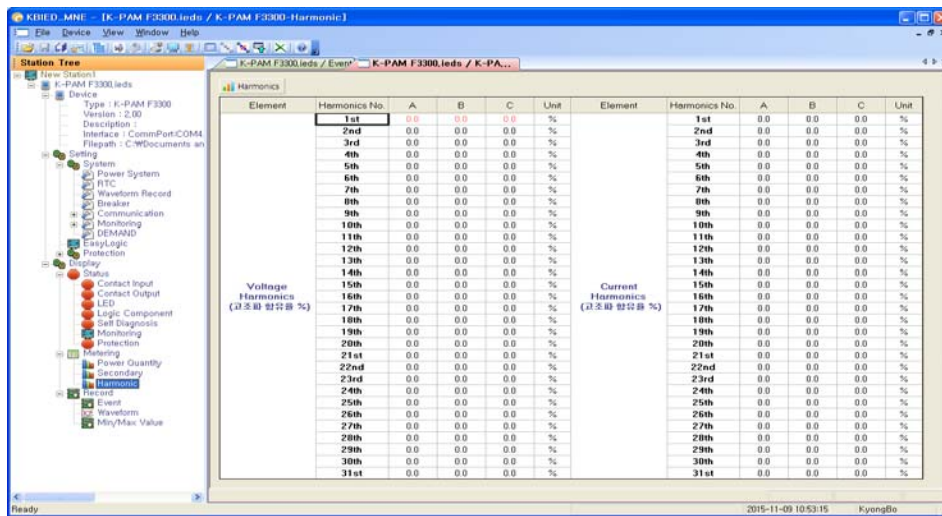 KBIED_MNE - [K-PAM F3300.ieds / K-PAM F3300-Harmonic]
File Device View Window Help
Station Tree
K-PAM F3300.ieds / Event
K-PAM F3300.ieds / K-PA...
New Station1
K-PAM F3300.ieds
Device
Type : K-PAM F3300
Version : 2.00
Description :
Interface : CommPort:COM4
Filepath : C:₩Documents an
Setting
System
Power System
RTC
Waveform Record
Breaker
Communication
Monitoring
DEMAND
EasyLogic
Protection
Display
Status
Contact Input
Contact Output
LED
Logic Component
Self Diagnosis
Monitoring
Protection
Metering
Power Quantity
Secondary
Harmonic
Record
Event
Waveform
Min/Max Value
Harmonics
Element Harmonics No. A B C Unit Element Harmonics No. A B C Unit
1st 0.0 0.0 0.0 % 1st 0.0 0.0 0.0 %
2nd 0.0 0.0 0.0 % 2nd 0.0 0.0 0.0 %
3rd 0.0 0.0 0.0 % 3rd 0.0 0.0 0.0 %
4th 0.0 0.0 0.0 % 4th 0.0 0.0 0.0 %
5th 0.0 0.0 0.0 % 5th 0.0 0.0 0.0 %
6th 0.0 0.0 0.0 % 6th 0.0 0.0 0.0 %
7th 0.0 0.0 0.0 % 7th 0.0 0.0 0.0 %
8th 0.0 0.0 0.0 % 8th 0.0 0.0 0.0 %
9th 0.0 0.0 0.0 % 9th 0.0 0.0 0.0 %
10th 0.0 0.0 0.0 % 10th 0.0 0.0 0.0 %
11th 0.0 0.0 0.0 % 11th 0.0 0.0 0.0 %
12th 0.0 0.0 0.0 % 12th 0.0 0.0 0.0 %
13th 0.0 0.0 0.0 % 13th 0.0 0.0 0.0 %
14th 0.0 0.0 0.0 % 14th 0.0 0.0 0.0 %
Voltage 15th 0.0 0.0 0.0 % Current 15th 0.0 0.0 0.0 %
Harmonics 16th 0.0 0.0 0.0 % Harmonics 16th 0.0 0.0 0.0 %
(고조파 함유율 %) 17th 0.0 0.0 0.0 % (고조파 함유율 %) 17th 0.0 0.0 0.0 %
18th 0.0 0.0 0.0 % 18th 0.0 0.0 0.0 %
19th 0.0 0.0 0.0 % 19th 0.0 0.0 0.0 %
20th 0.0 0.0 0.0 % 20th 0.0 0.0 0.0 %
21st 0.0 0.0 0.0 % 21st 0.0 0.0 0.0 %
22nd 0.0 0.0 0.0 % 22nd 0.0 0.0 0.0 %
23rd 0.0 0.0 0.0 % 23rd 0.0 0.0 0.0 %
24th 0.0 0.0 0.0 % 24th 0.0 0.0 0.0 %
25th 0.0 0.0 0.0 % 25th 0.0 0.0 0.0 %
26th 0.0 0.0 0.0 % 26th 0.0 0.0 0.0 %
27th 0.0 0.0 0.0 % 27th 0.0 0.0 0.0 %
28th 0.0 0.0 0.0 % 28th 0.0 0.0 0.0 %
29th 0.0 0.0 0.0 % 29th 0.0 0.0 0.0 %
30th 0.0 0.0 0.0 % 30th 0.0 0.0 0.0 %
31st 0.0 0.0 0.0 % 31st 0.0 0.0 0.0 %
Ready 2015-11-09 10:53:15 KyongBo